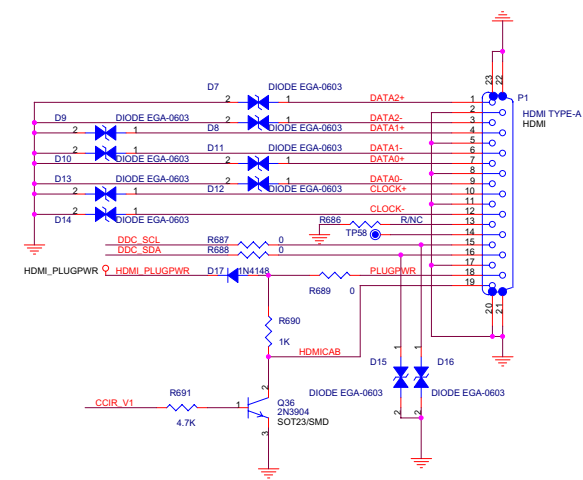 23
22
D7 DIODE EGA-0603
P1
2 1 DATA2+ 1
HDMI TYPE-A
HDMI
2
D9 DIODE EGA-0603 2 1 DATA2- 3
D8 DIODE EGA-0603
2 1 DATA1+ 4
5
D11 DIODE EGA-0603
2 1 DATA1- 6
D10 2 1 DATA0+ 7
8
D13 DIODE EGA-0603 2 1 DATA0- 9
D12 DIODE EGA-0603
2 1 CLOCK+ 10
11
2 1 CLOCK- 12
D14 DIODE EGA-0603
R686 R/NC 13
TP58 14
DDC_SCL R687 0 15
DDC_SDA R688 0 16
17
HDMI_PLUGPWR HDMI_PLUGPWR D17 1N4148 PLUGPWR 18
R689 0
19
20
21
R690
1K
HDMICAB
1 1
D15 D16
DIODE EGA-0603 DIODE EGA-0603
2 2
CCIR_V1 R691
4.7K
1 2 3
Q36
2N3904
SOT23/SMD